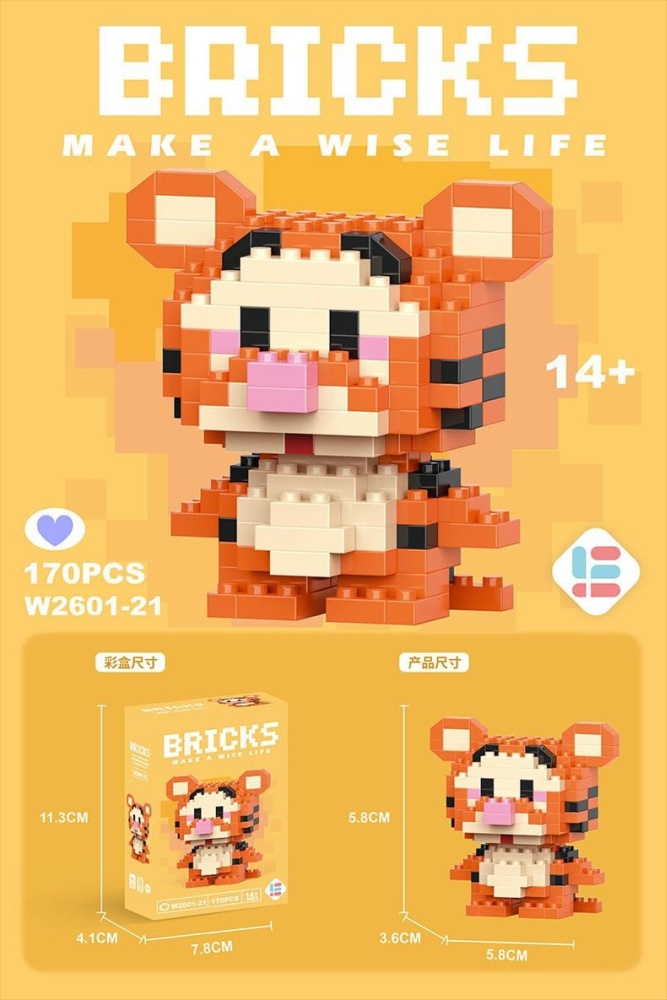 BRICKS
MAKE A WISE LIFE
14+
170PCS
W2601-21
彩盒尺寸
产品尺寸
BRICKS
MAKE A WISE LIFE
BRICKS
11.3CM
5.8CM
W2601-21
170PCS
14+
4.1CM
7.8CM
3.6CM
5.8CM